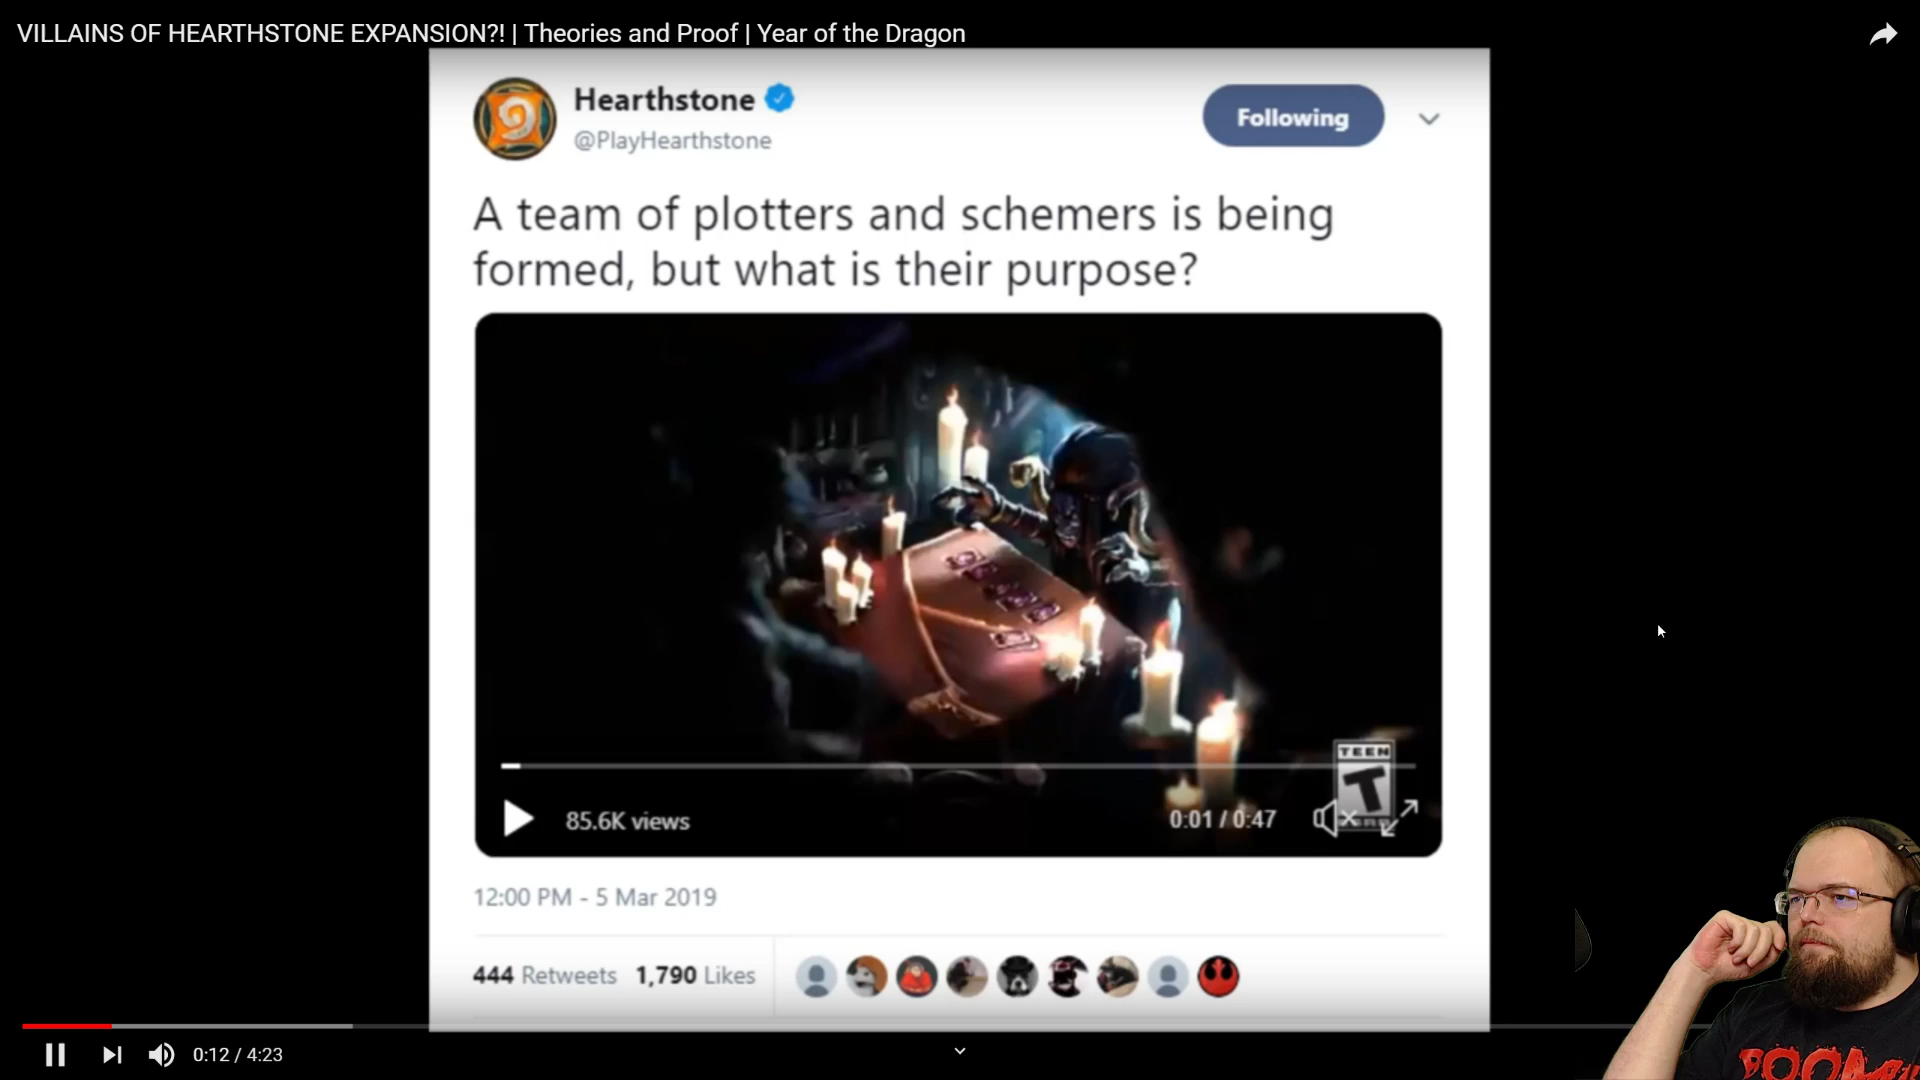 VILLAINS OF HEARTHSTONE EXPANSION?! | Theories and Proof | Year of the Dragon
Hearthstone
@PlayHearthstone
Following
A team of plotters and schemers is being
formed, but what is their purpose?
TEEN
T
85.6K views
0:01 / 0:47
12:00 PM - 5 Mar 2019
444 Retweets 1,790 Likes
0:12 / 4:23